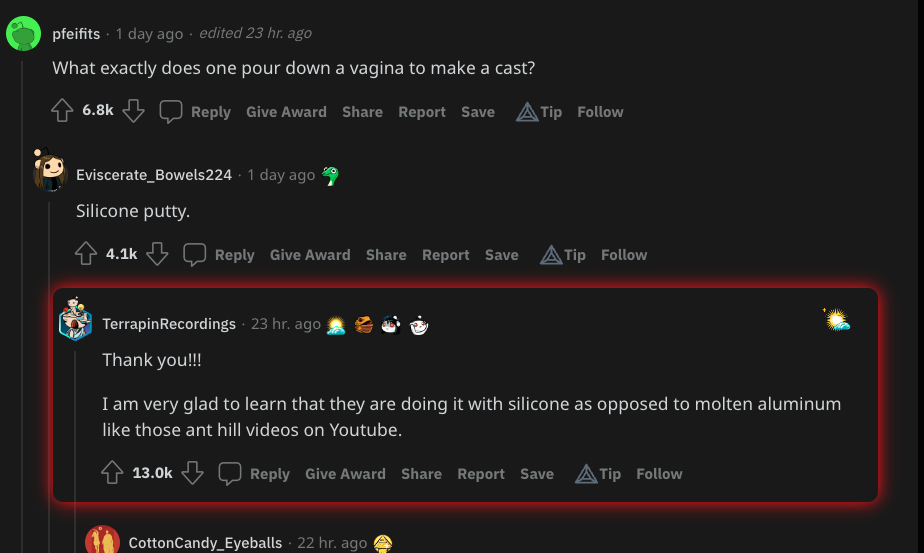 pfeifits · 1 day ago · edited 23 hr. ago
What exactly does one pour down a vagina to make a cast?
6.8k Reply Give Award Share Report Save Tip Follow
Eviscerate_Bowels224 · 1 day ago
Silicone putty.
4.1k Reply Give Award Share Report Save Tip Follow
TerrapinRecordings · 23 hr. ago
Thank you!!!
I am very glad to learn that they are doing it with silicone as opposed to molten aluminum
like those ant hill videos on Youtube.
13.0k Reply Give Award Share Report Save Tip Follow
CottonCandy_Eyeballs · 22 hr. ago